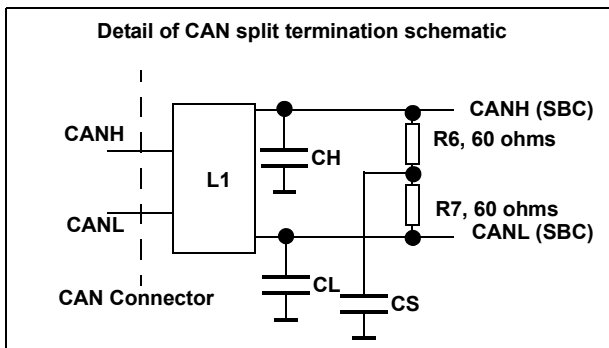 Detail of CAN split termination schematic
CANH
CANH (SBC)
R6, 60 ohms
CH
L1
CANL
R7, 60 ohms
CANL (SBC)
CL
CS
CAN Connector